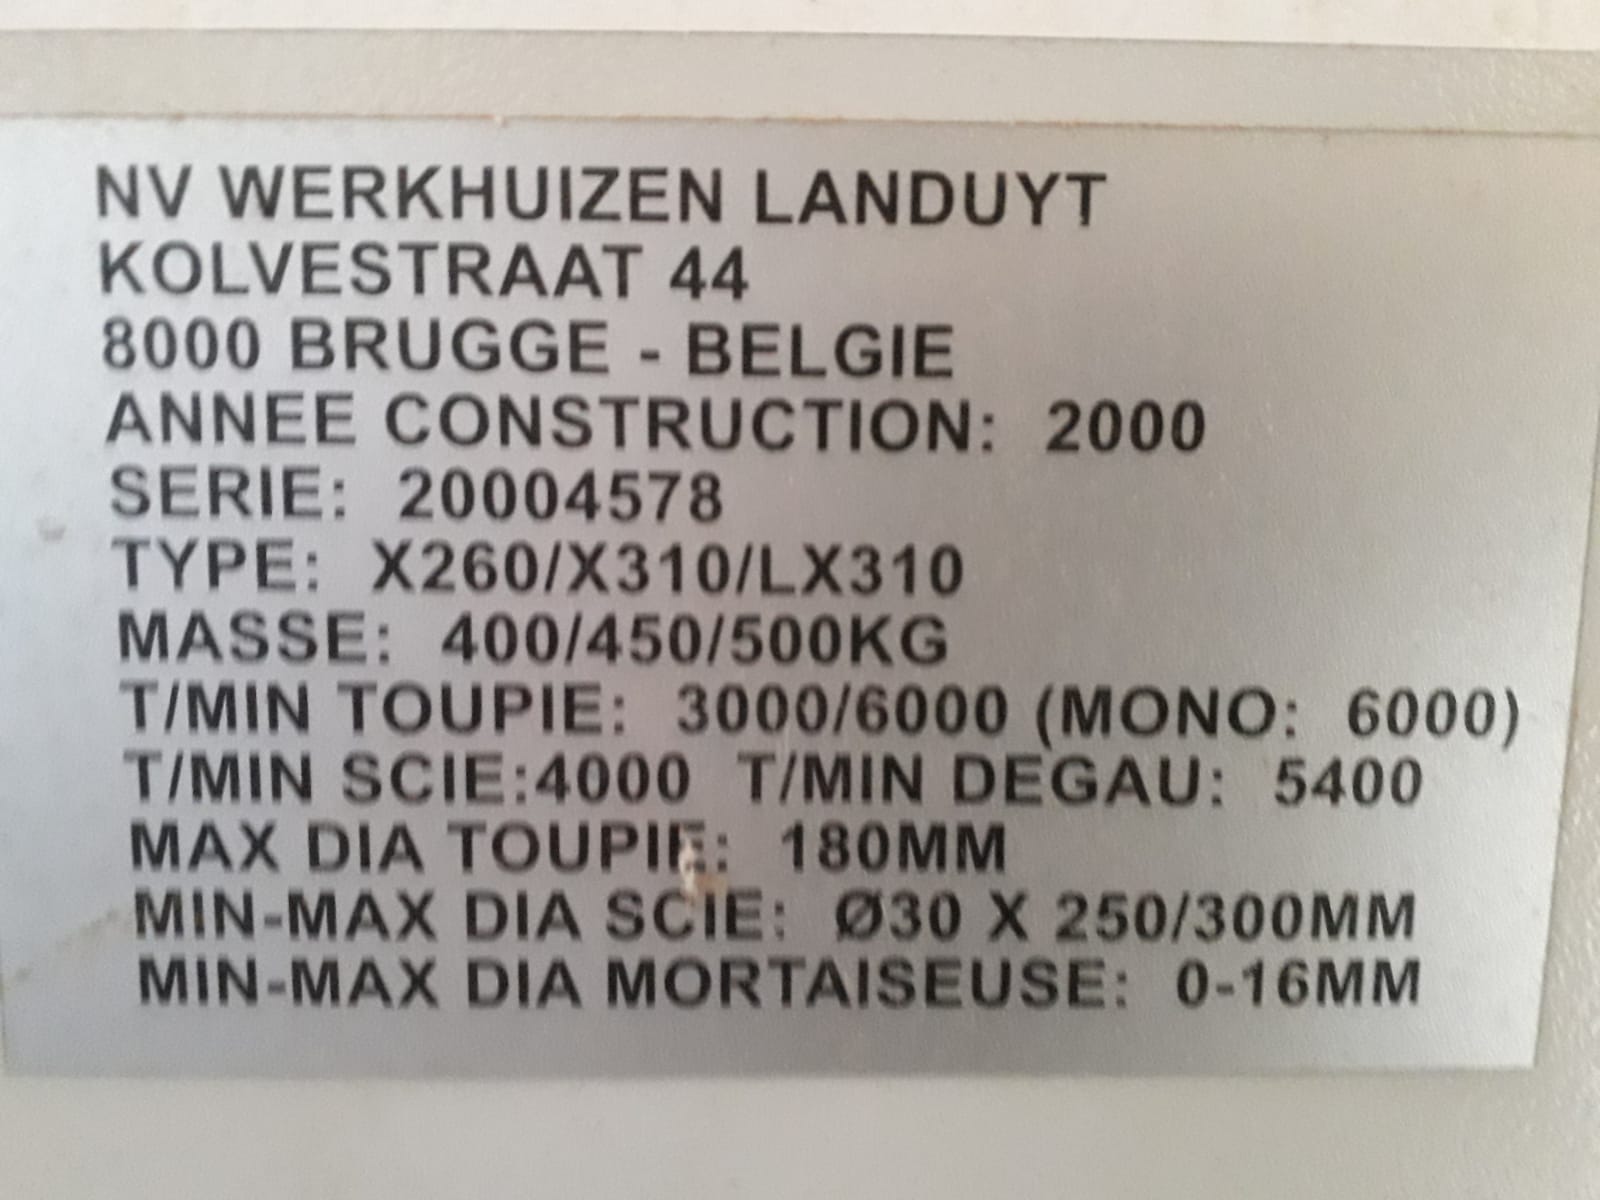 NV WERKHUIZEN LANDUYT
KOLVESTRAAT 44
8000 BRUGGE - BELGIE
ANNEE CONSTRUCTION: 2000
SERIE: 20004578
TYPE: X260/X310/LX310
MASSE: 400/450/500KG
T/MIN TOUPIE: 3000/6000 (MONO: 6000)
T/MIN SCIE:4000 T/MIN DEGAU: 5400
MAX DIA TOUPIE: 180MM
MIN-MAX DIA SCIE: Ø30 X 250/300MM
MIN-MAX DIA MORTAISEUSE: 0-16MM